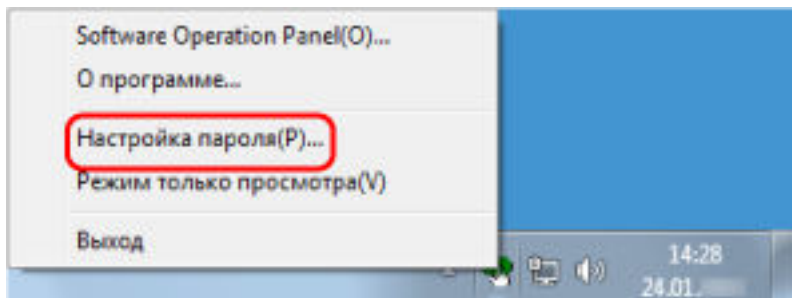 Software Operation Panel(O)...
О программе...
Настройка пароля(P)...
Режим только просмотра(V)
Выход
14:28
24.01.